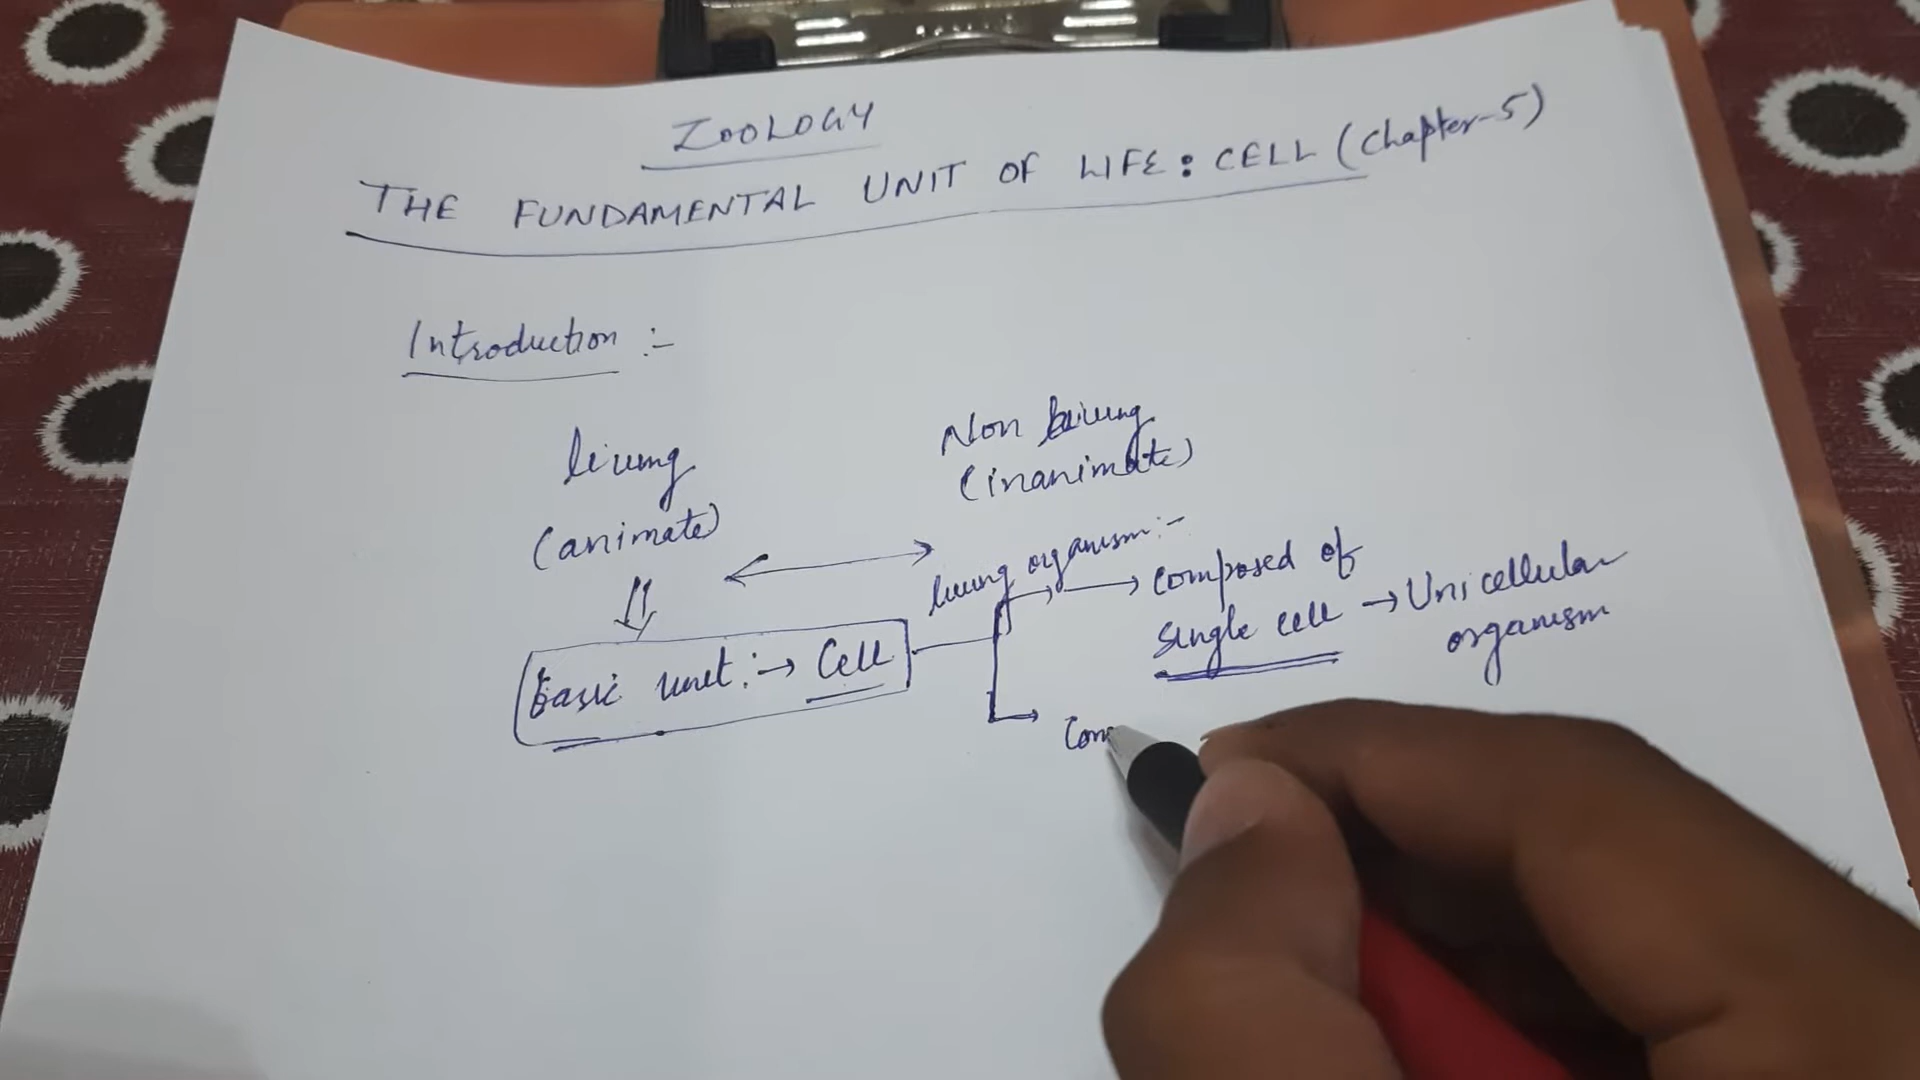 ZOOLOGY
THE FUNDAMENTAL UNIT OF LIFE: CELL (Chapter-5)
Introduction :-
living
(animate)
Non living
(inanimate)
living organism:-
Basic unit:→ Cell
→ composed of
single cell → Unicellular
organism
Com